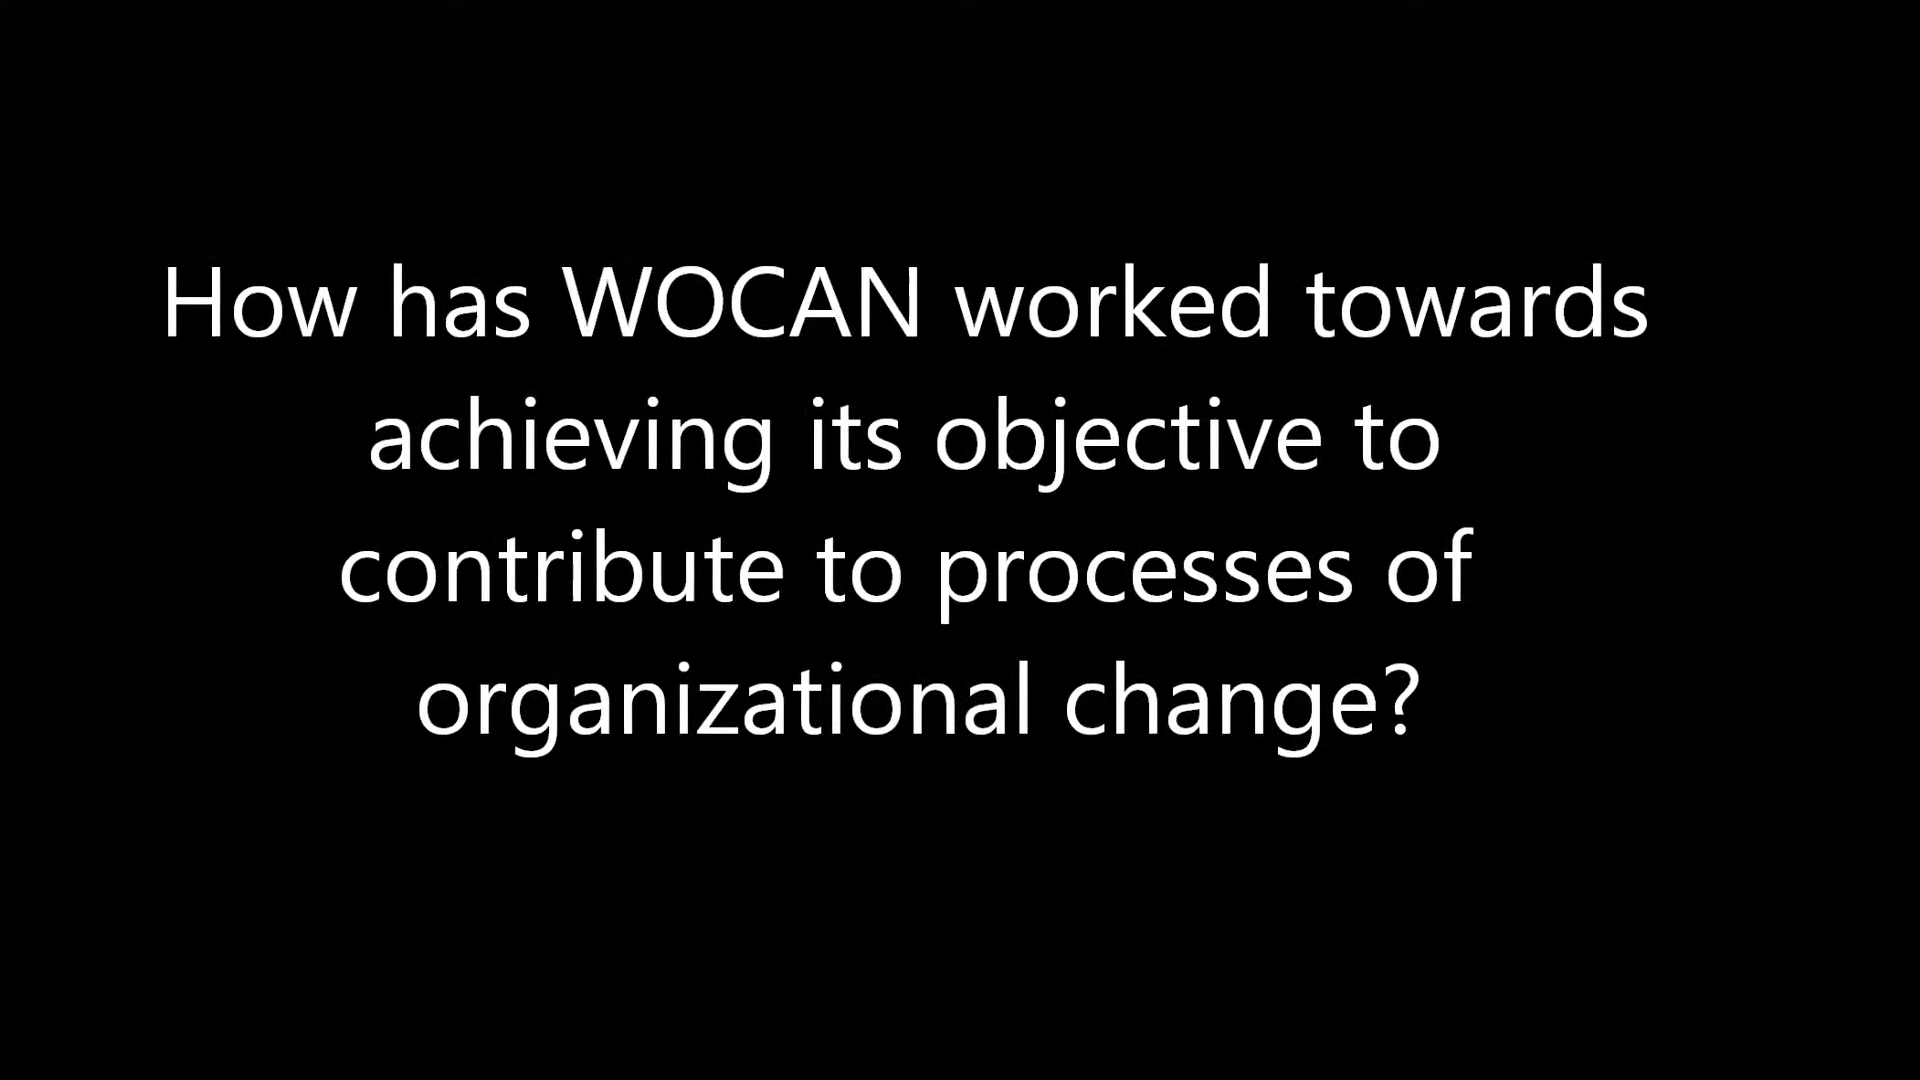 How has WOCAN worked towards
achieving its objective to
contribute to processes of
organizational change?